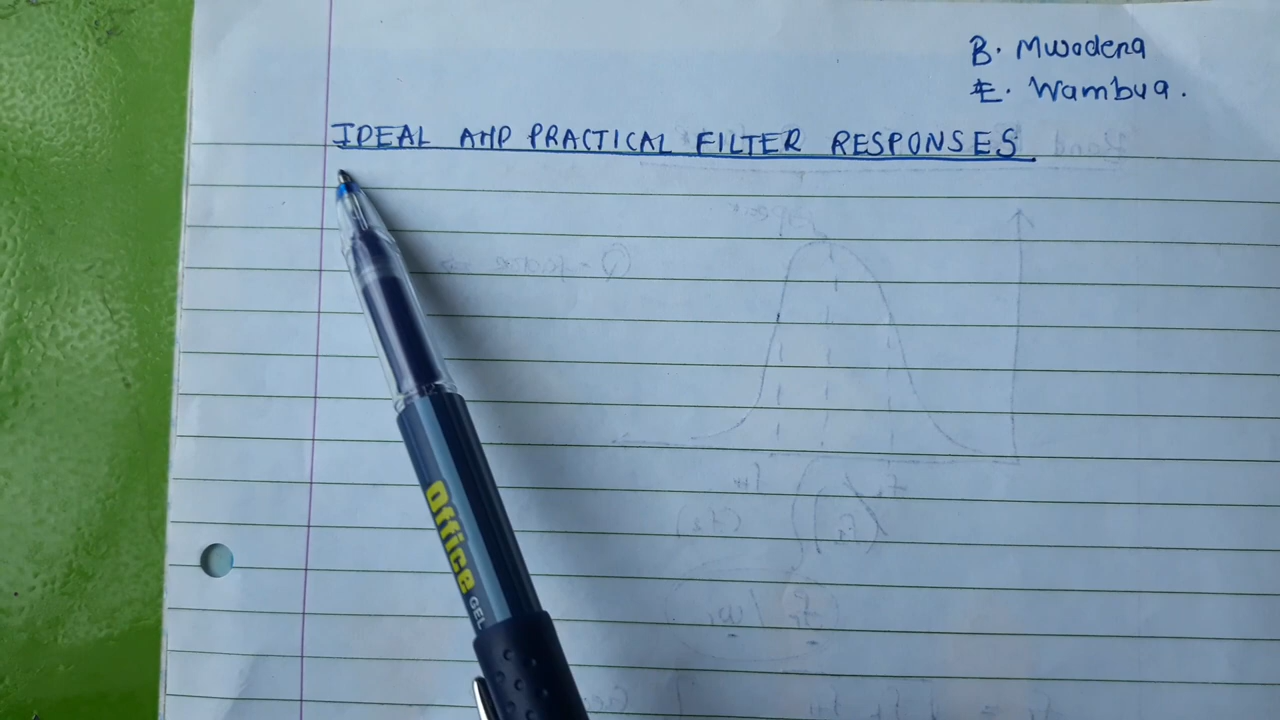 B. Mwadena
E. Wambua.
IDEAL AND PRACTICAL FILTER RESPONSES
Office GEL